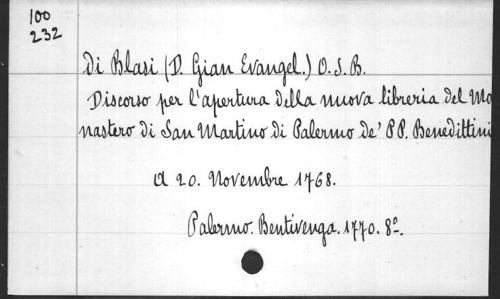 100
232
Di Blasi (D. Gian Evangel.) O.S.B.
Discorso per l'apertura della nuova libreria del Mo
nastero di San Martino di Palermo de' PP. Benedittini
A 20. Novembre 1768.
Palermo. Bentivenga. 1770. 8º.